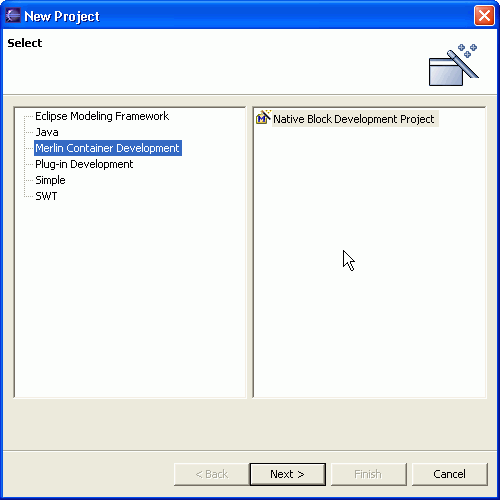 New Project
Select
Eclipse Modeling Framework
Java
Merlin Container Development
Plug-in Development
Simple
SWT
Native Block Development Project
< Back
Next >
Finish
Cancel